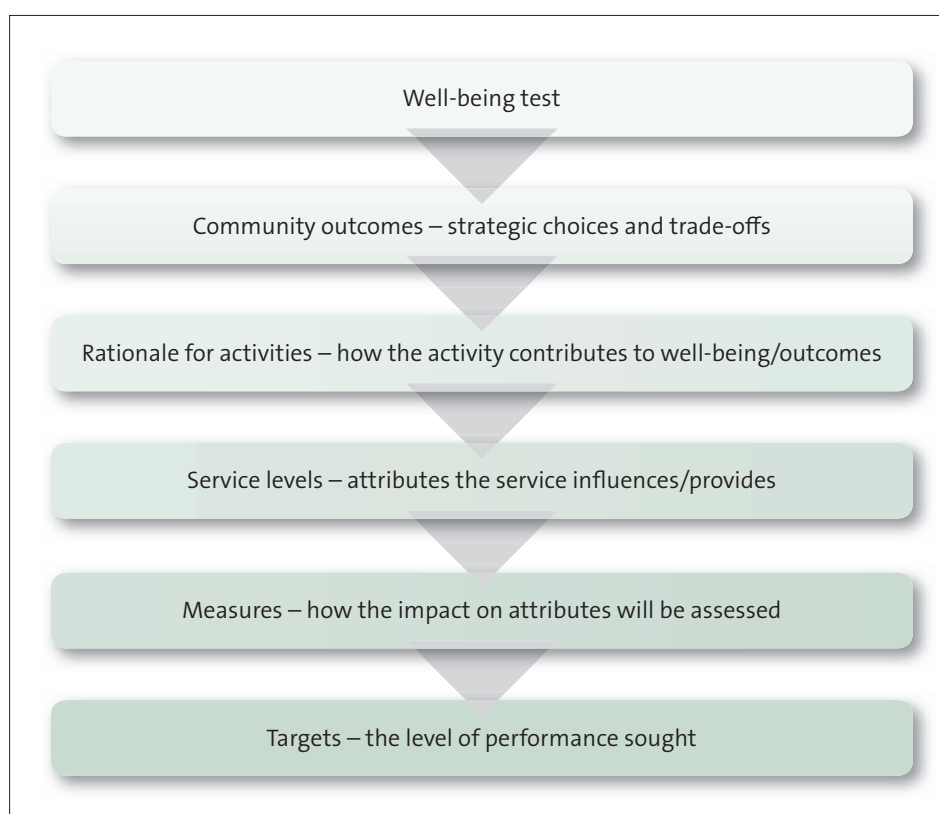 Well-being test
Community outcomes – strategic choices and trade-offs
Rationale for activities – how the activity contributes to well-being/outcomes
Service levels – attributes the service influences/provides
Measures – how the impact on attributes will be assessed
Targets – the level of performance sought